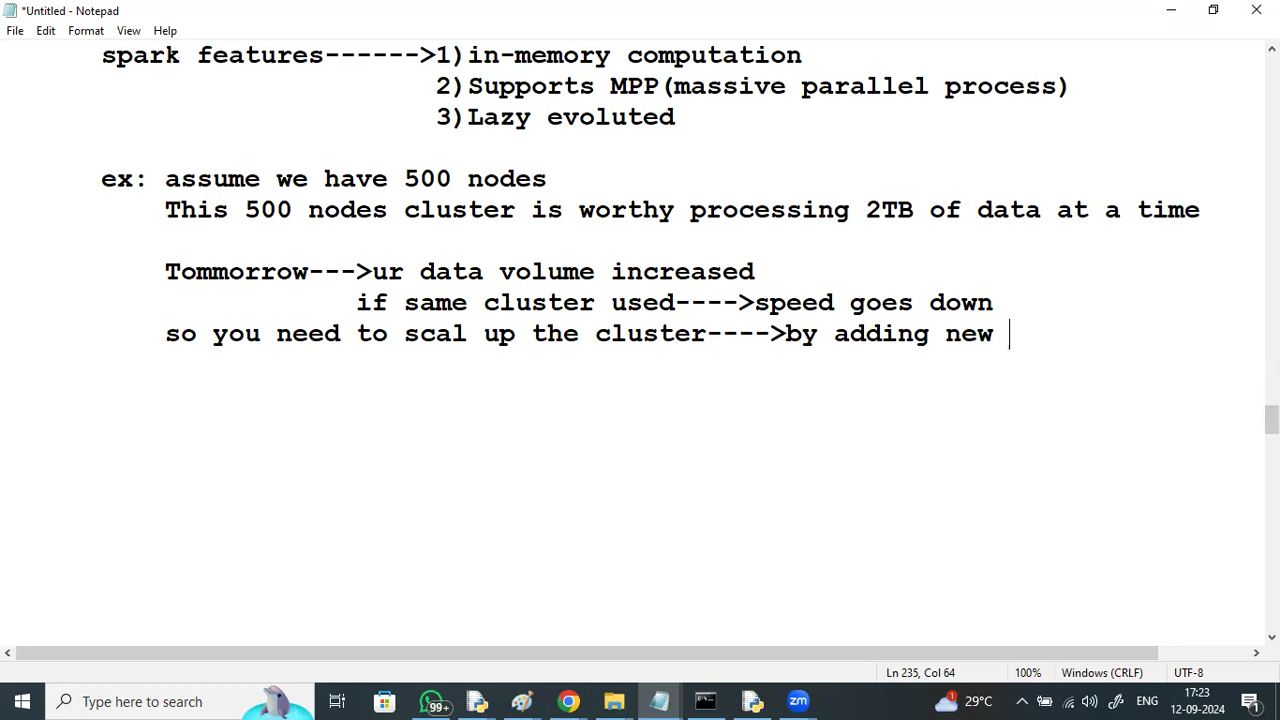 *Untitled - Notepad
File Edit Format View Help
spark features------>1)in-memory computation
2)Supports MPP(massive parallel process)
3)Lazy evoluted
ex: assume we have 500 nodes
This 500 nodes cluster is worthy processing 2TB of data at a time
Tommorrow--->ur data volume increased
if same cluster used---->speed goes down
so you need to scal up the cluster---->by adding new
Ln 235, Col 64 100% Windows (CRLF) UTF-8
Type here to search 99+ zm 1 29°C ENG 17:23
12-09-2024 1